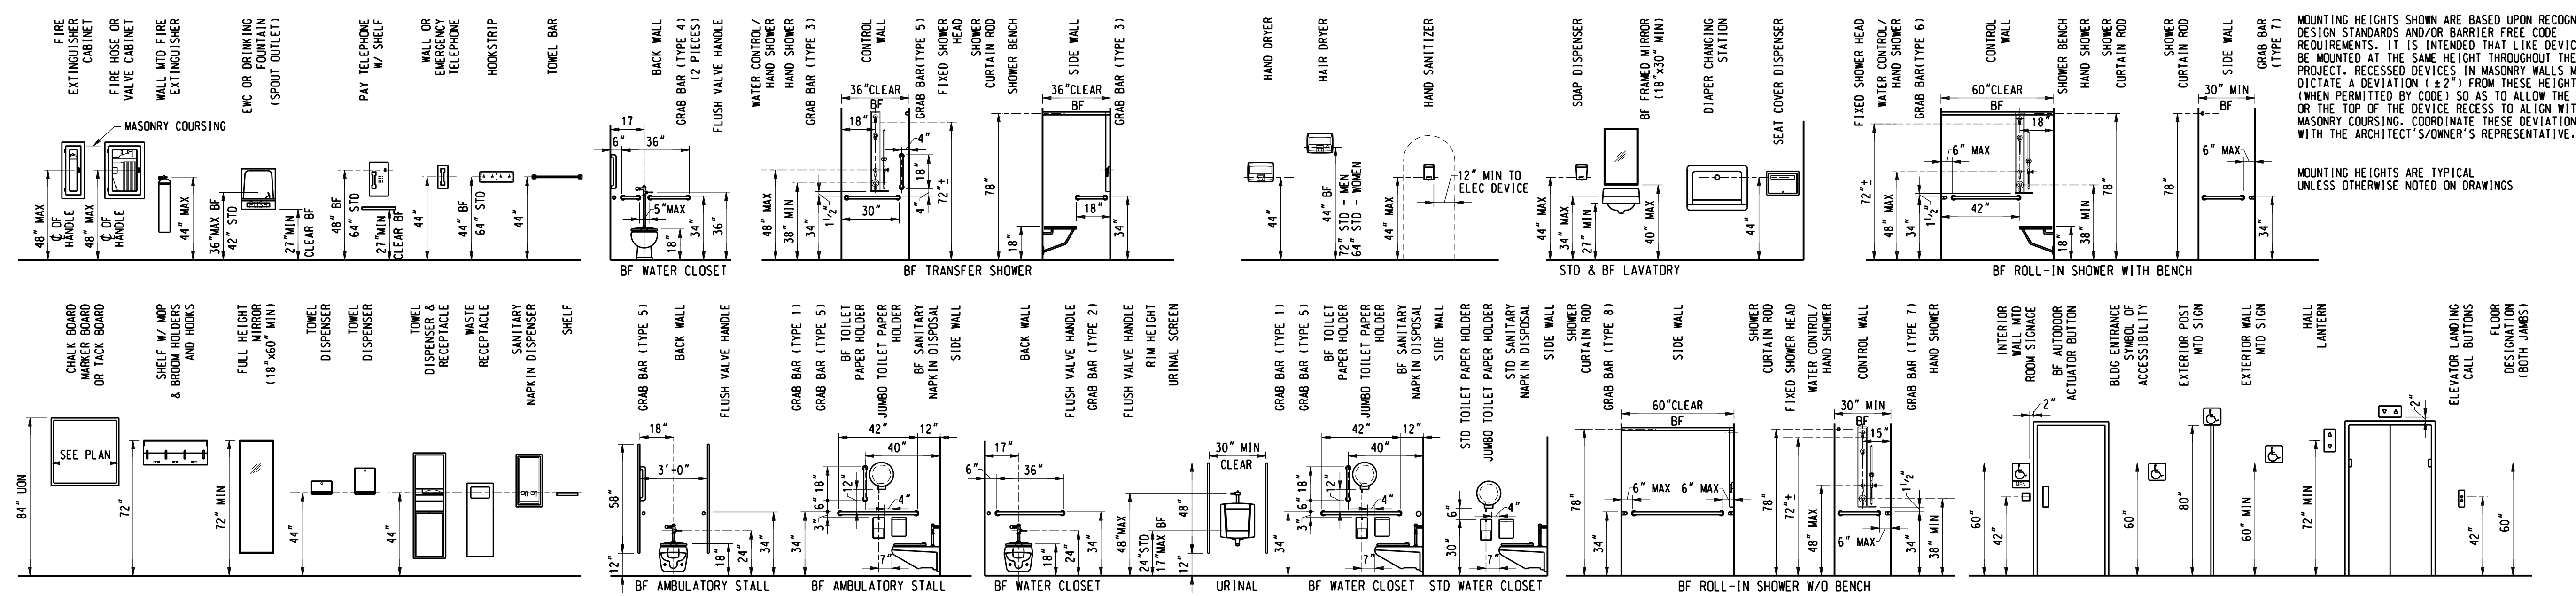 FIRE
EXTINGUISHER
CABINET
FIRE HOSE OR
VALVE CABINET
WALL MTD FIRE
EXTINGUISHER
EWC OR DRINKING
FOUNTAIN
(SPOUT OUTLET)
PAY TELEPHONE
W/ SHELF
WALL OR
EMERGENCY
TELEPHONE
HOOKSTRIP
TOWEL BAR
MASONRY COURSING
48" MAX
℄ OF
HANDLE
48" MAX
℄ OF
HANDLE
44" MAX
36"MAX BF
42" STD
27"MIN
CLEAR BF
48" BF
64" STD
27"MIN
CLEAR BF
44"
44" BF
64" STD
44"
BACK WALL
GRAB BAR (TYPE 4)
(2 PIECES)
FLUSH VALVE HANDLE
17
6"
36"
5"MAX
18"
34"
36"
BF WATER CLOSET
WATER CONTROL/
HAND SHOWER
HAND SHOWER
GRAB BAR (TYPE 3)
CONTROL
WALL
GRAB BAR(TYPE 5)
FIXED SHOWER
HEAD
SHOWER
CURTAIN ROD
SHOWER BENCH
SIDE WALL
GRAB BAR (TYPE 3)
36"CLEAR
BF
18"
4"
18"
4"
30"
48" MAX
38" MIN
34"
1 1/2"
72"±
78"
18"
36"CLEAR
BF
18"
34"
BF TRANSFER SHOWER
HAND DRYER
HAIR DRYER
HAND SANITIZER
44"
44" BF
72" STD - MEN
64" STD - WOMEN
44" MAX
12" MIN TO
ELEC DEVICE
SOAP DISPENSER
BF FRAMED MIRROR
(18"x30" MIN)
DIAPER CHANGING
STATION
SEAT COVER DISPENSER
44" MAX
34" MAX
27" MIN
40" MAX
44"
STD & BF LAVATORY
FIXED SHOWER HEAD
WATER CONTROL/
HAND SHOWER
GRAB BAR(TYPE 6)
CONTROL
WALL
SHOWER BENCH
HAND SHOWER
SHOWER
CURTAIN ROD
SHOWER
CURTAIN ROD
SIDE WALL
GRAB BAR
(TYPE 7)
60"CLEAR
BF
18"
6" MAX
42"
72"±
48" MAX
34"
1 1/2"
18"
38" MIN
78"
78"
30" MIN
BF
6" MAX
34"
BF ROLL-IN SHOWER WITH BENCH
MOUNTING HEIGHTS SHOWN ARE BASED UPON RECOGN
DESIGN STANDARDS AND/OR BARRIER FREE CODE
REQUIREMENTS. IT IS INTENDED THAT LIKE DEVIC
BE MOUNTED AT THE SAME HEIGHT THROUGHOUT THE
PROJECT. RECESSED DEVICES IN MASONRY WALLS M
DICTATE A DEVIATION (±2") FROM THESE HEIGHT
(WHEN PERMITTED BY CODE) SO AS TO ALLOW THE
OR THE TOP OF THE DEVICE RECESS TO ALIGN WIT
MASONRY COURSING. COORDINATE THESE DEVIATION
WITH THE ARCHITECT'S/OWNER'S REPRESENTATIVE.
MOUNTING HEIGHTS ARE TYPICAL
UNLESS OTHERWISE NOTED ON DRAWINGS
CHALK BOARD
MARKER BOARD
OR TACK BOARD
SHELF W/ MOP
& BROOM HOLDERS
AND HOOKS
FULL HEIGHT
MIRROR
(18"x60" MIN)
TOWEL
DISPENSER
TOWEL
DISPENSER
TOWEL
DISPENSER &
RECEPTACLE
WASTE
RECEPTACLE
SANITARY
NAPKIN DISPENSER
SHELF
84" UON
SEE PLAN
72"
72" MIN
44"
44"
GRAB BAR (TYPE 5)
BACK WALL
FLUSH VALVE HANDLE
18"
3'-0"
58"
12"
18"
24"
34"
BF AMBULATORY STALL
GRAB BAR (TYPE 1)
GRAB BAR (TYPE 5)
BF TOILET
PAPER HOLDER
JUMBO TOILET PAPER
HOLDER
BF SANITARY
NAPKIN DISPOSAL
SIDE WALL
42"
12"
40"
18"
12"
6"
4"
3"
7"
34"
BF AMBULATORY STALL
BACK WALL
FLUSH VALVE HANDLE
GRAB BAR (TYPE 2)
17"
6"
36"
18"
24"
34"
BF WATER CLOSET
FLUSH VALVE HANDLE
RIM HEIGHT
URINAL SCREEN
30" MIN
CLEAR
48"MAX
24"STD
17"MAX BF
48"
12"
URINAL
GRAB BAR (TYPE 1)
GRAB BAR (TYPE 5)
BF TOILET
PAPER HOLDER
JUMBO TOILET PAPER
HOLDER
BF SANITARY
NAPKIN DISPOSAL
SIDE WALL
42"
12"
40"
18"
12"
6"
4"
3"
7"
34"
BF WATER CLOSET
STD TOILET PAPER HOLDER
JUMBO TOILET PAPER HOLDER
STD SANITARY
NAPKIN DISPOSAL
SIDE WALL
6"
4"
30"
7"
STD WATER CLOSET
SHOWER
CURTAIN ROD
GRAB BAR (TYPE 8)
SIDE WALL
60"CLEAR
BF
6" MAX
6" MAX
78"
34"
SHOWER
CURTAIN ROD
FIXED SHOWER HEAD
WATER CONTROL/
HAND SHOWER
CONTROL WALL
GRAB BAR (TYPE 7)
HAND SHOWER
30" MIN
BF
15"
78"
72"±
48" MAX
6" MAX
1 1/2"
34"
38" MIN
BF ROLL-IN SHOWER W/O BENCH
INTERIOR
WALL MTD
ROOM SIGNAGE
BF AUTODOOR
ACTUATOR BUTTON
BLDG ENTRANCE
SYMBOL OF
ACCESSIBILITY
EXTERIOR POST
MTD SIGN
EXTERIOR WALL
MTD SIGN
HALL
LANTERN
ELEVATOR LANDING
CALL BUTTONS
FLOOR
DESIGNATION
(BOTH JAMBS)
2"
MEN
60"
42"
60"
80"
60" MIN
72" MIN
2"
42"
60"